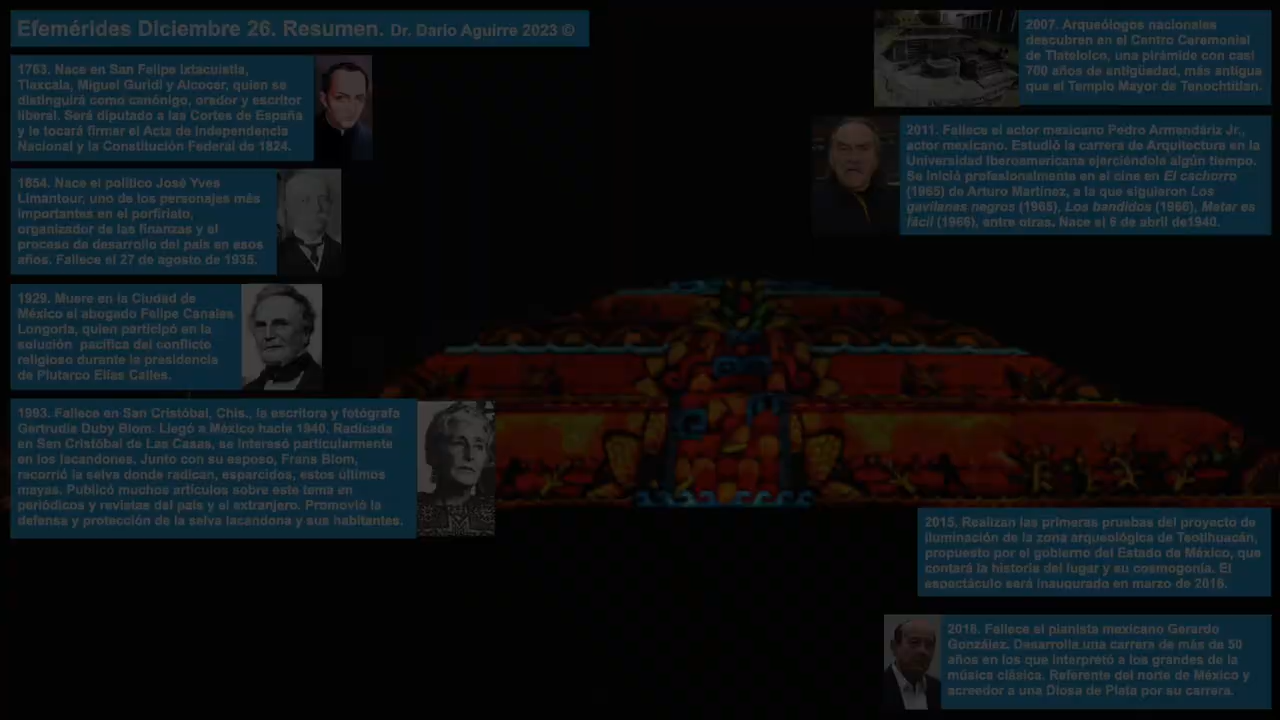 Efemérides Diciembre 26. Resumen. Dr. Darío Aguirre 2023 ©
1763. Nace en San Felipe Ixtacuistla,
Tlaxcala, Miguel Guridi y Alcocer, quien se
distinguirá como canónigo, orador y escritor
liberal. Será diputado a las Cortes de España
y le tocará firmar el Acta de Independencia
Nacional y la Constitución Federal de 1824.
1854. Nace el político José Yves
Limantour, uno de los personajes más
importantes en el porfiriato,
organizador de las finanzas y el
proceso de desarrollo del país en esos
años. Fallece el 27 de agosto de 1935.
1929. Muere en la Ciudad de
México el abogado Felipe Canales
Longoria, quien participó en la
solución pacífica del conflicto
religioso durante la presidencia
de Plutarco Elías Calles.
1993. Fallece en San Cristóbal, Chis., la escritora y fotógrafa
Gertrudis Duby Blom. Llegó a México hacia 1940. Radicada
en San Cristóbal de Las Casas, se interesó particularmente
en los lacandones. Junto con su esposo, Frans Blom,
recorrió la selva donde radican, esparcidos, estos últimos
mayas. Publicó muchos artículos sobre este tema en
periódicos y revistas del país y el extranjero. Promovió la
defensa y protección de la selva lacandona y sus habitantes.
2007. Arqueólogos nacionales
descubren en el Centro Ceremonial
de Tlatelolco, una pirámide con casi
700 años de antigüedad, más antigua
que el Templo Mayor de Tenochtitlan.
2011. Fallece el actor mexicano Pedro Armendáriz Jr.,
actor mexicano. Estudió la carrera de Arquitectura en la
Universidad Iberoamericana ejerciéndola algún tiempo.
Se inició profesionalmente en el cine en El cachorro
(1965) de Arturo Martínez, a la que siguieron Los
gavilanes negros (1965), Los bandidos (1966), Matar es
fácil (1966), entre otras. Nace el 6 de abril de1940.
2015. Realizan las primeras pruebas del proyecto de
iluminación de la zona arqueológica de Teotihuacán,
propuesto por el gobierno del Estado de México, que
contará la historia del lugar y su cosmogonía. El
espectáculo será inaugurado en marzo de 2016.
2016. Fallece el pianista mexicano Gerardo
González. Desarrolla una carrera de más de 50
años en los que interpretó a los grandes de la
música clásica. Referente del norte de México y
acreedor a una Diosa de Plata por su carrera.